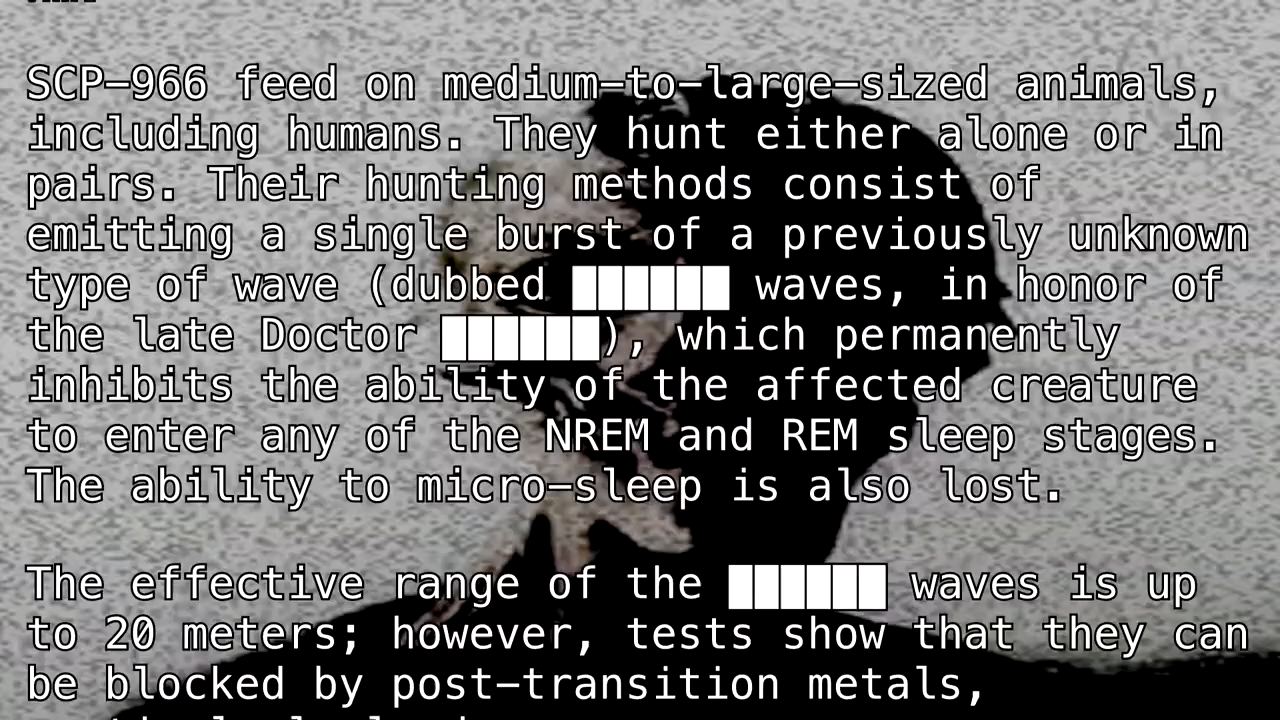 SCP-966 feed on medium-to-large-sized animals,
including humans. They hunt either alone or in
pairs. Their hunting methods consist of
emitting a single burst of a previously unknown
type of wave (dubbed ██████ waves, in honor of
the late Doctor ██████), which permanently
inhibits the ability of the affected creature
to enter any of the NREM and REM sleep stages.
The ability to micro-sleep is also lost.
The effective range of the ██████ waves is up
to 20 meters; however, tests show that they can
be blocked by post-transition metals,